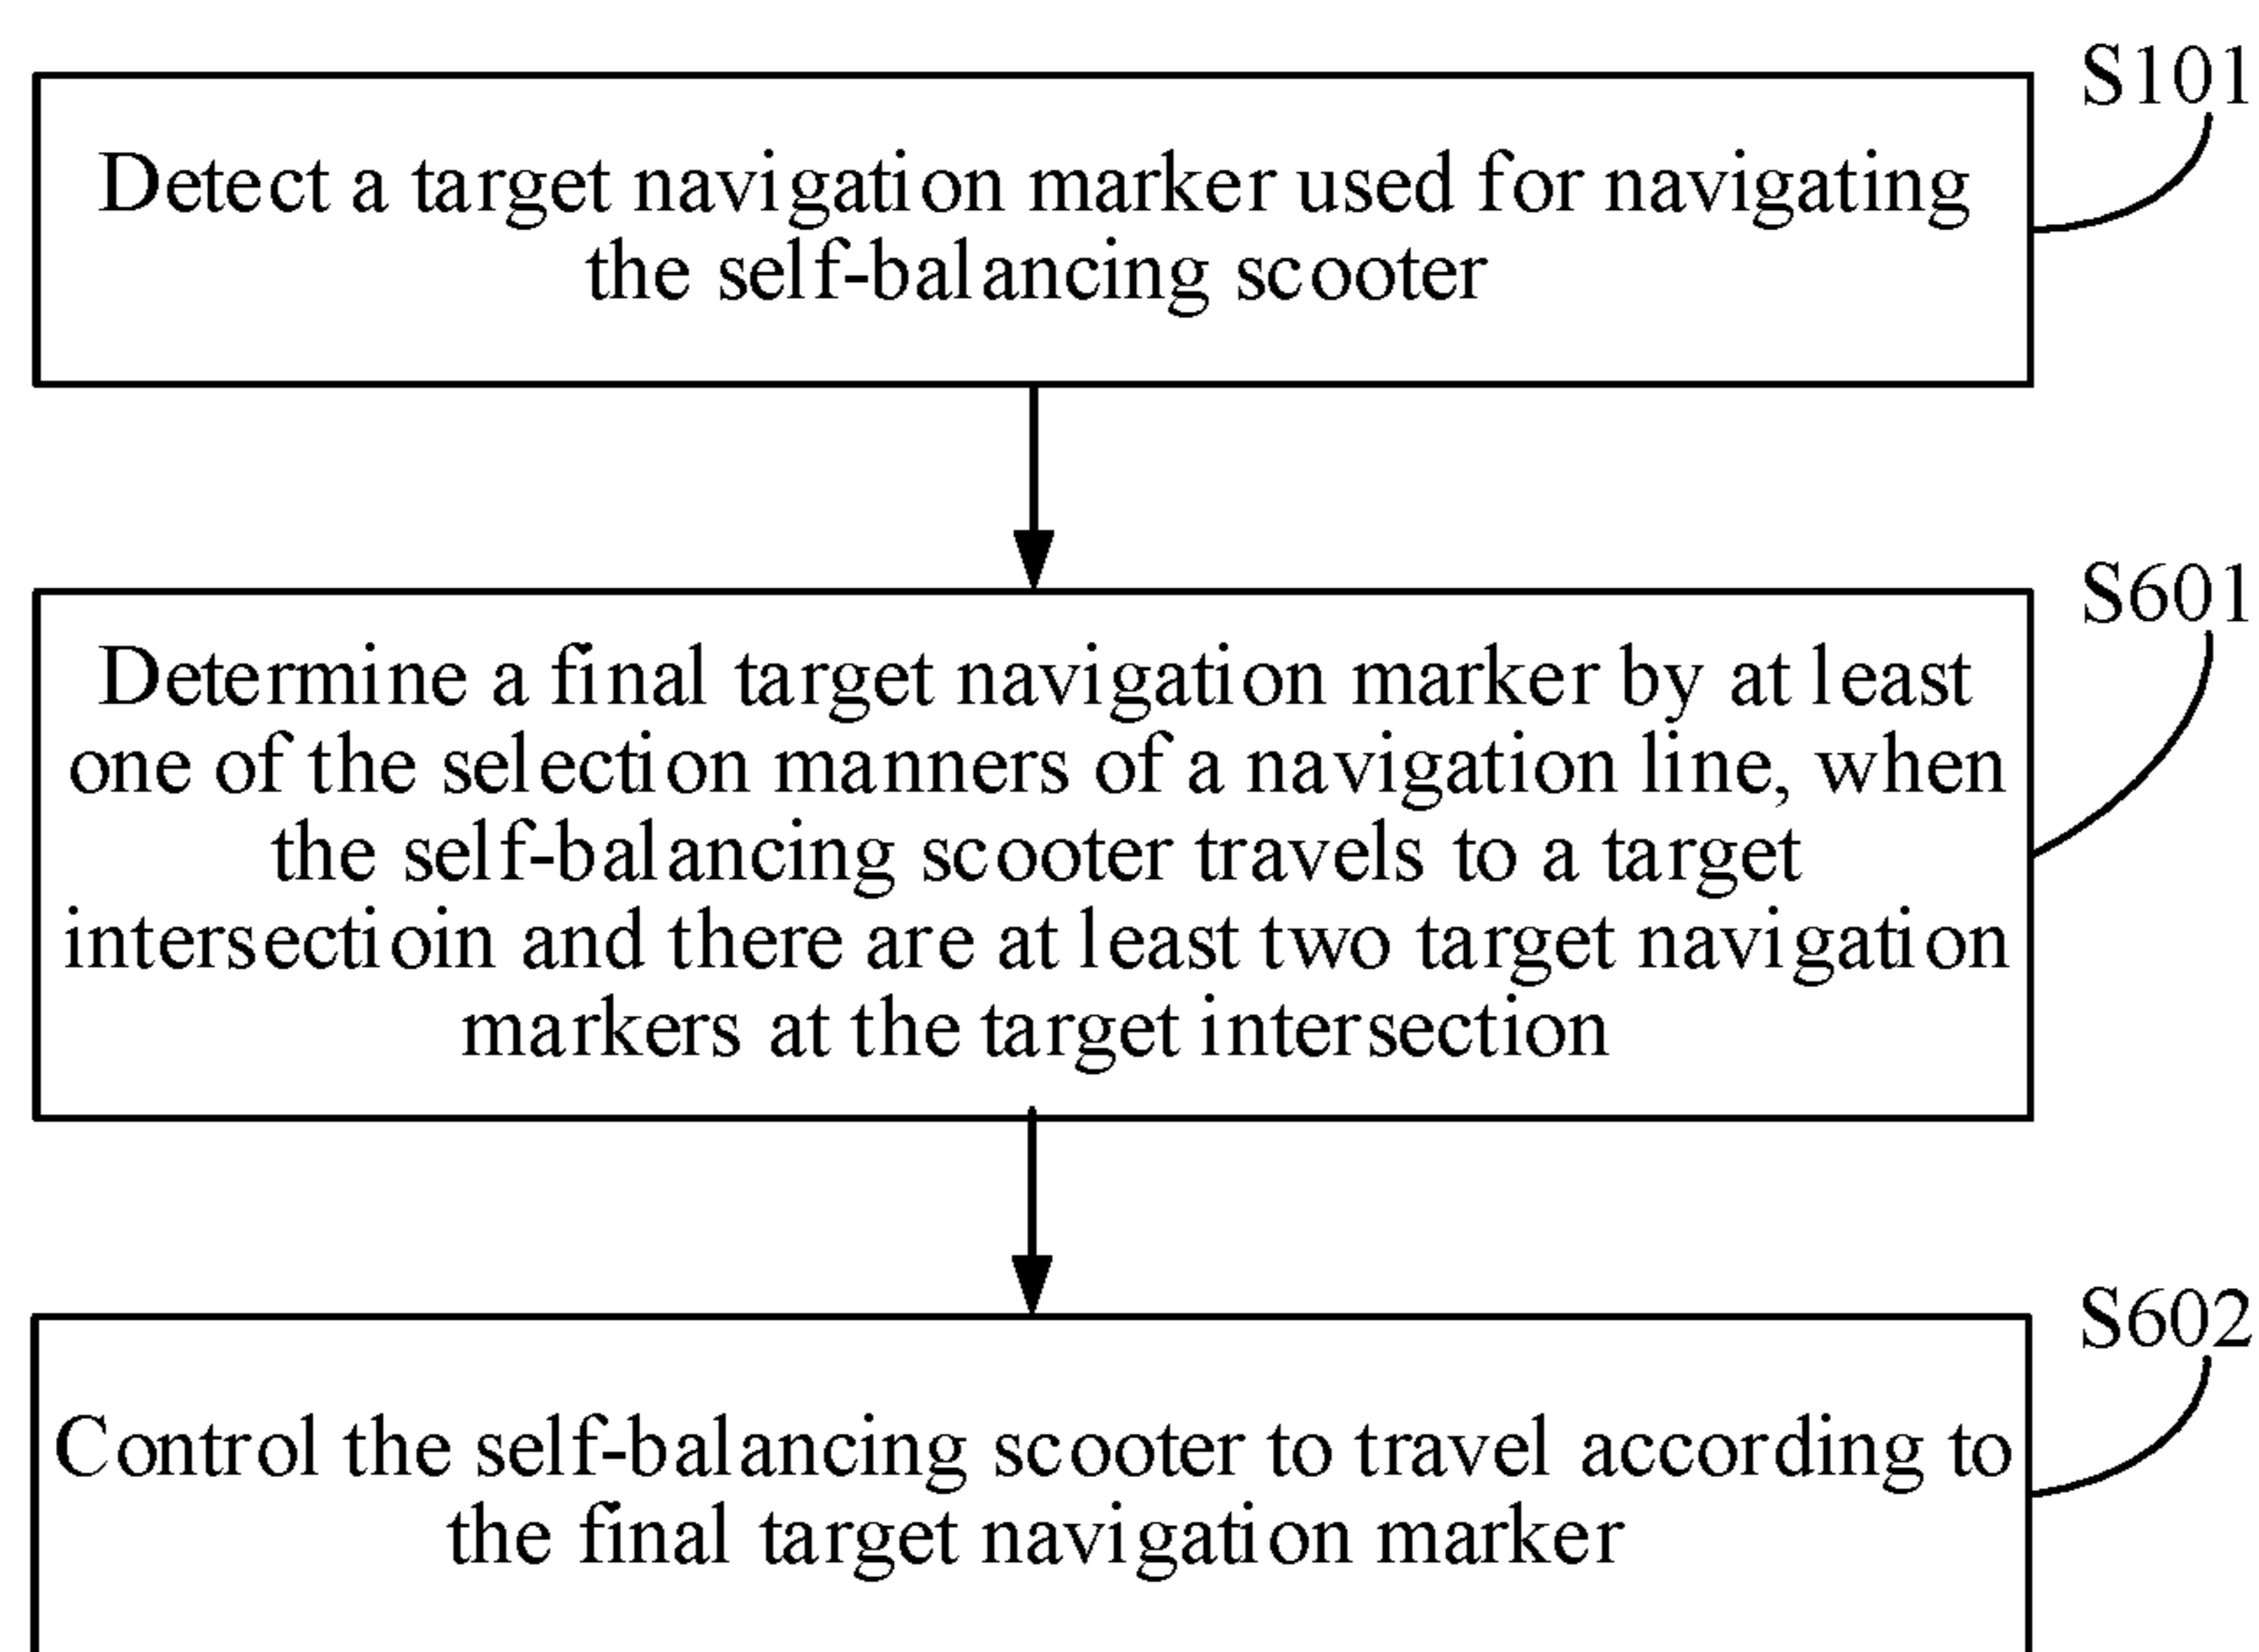 S101
Detect a target navigation marker used for navigating
the self-balancing scooter
S601
Determine a final target navigation marker by at least
one of the selection manners of a navigation line, when
the self-balancing scooter travels to a target
intersectioin and there are at least two target navigation
markers at the target intersection
S602
Control the self-balancing scooter to travel according to
the final target navigation marker